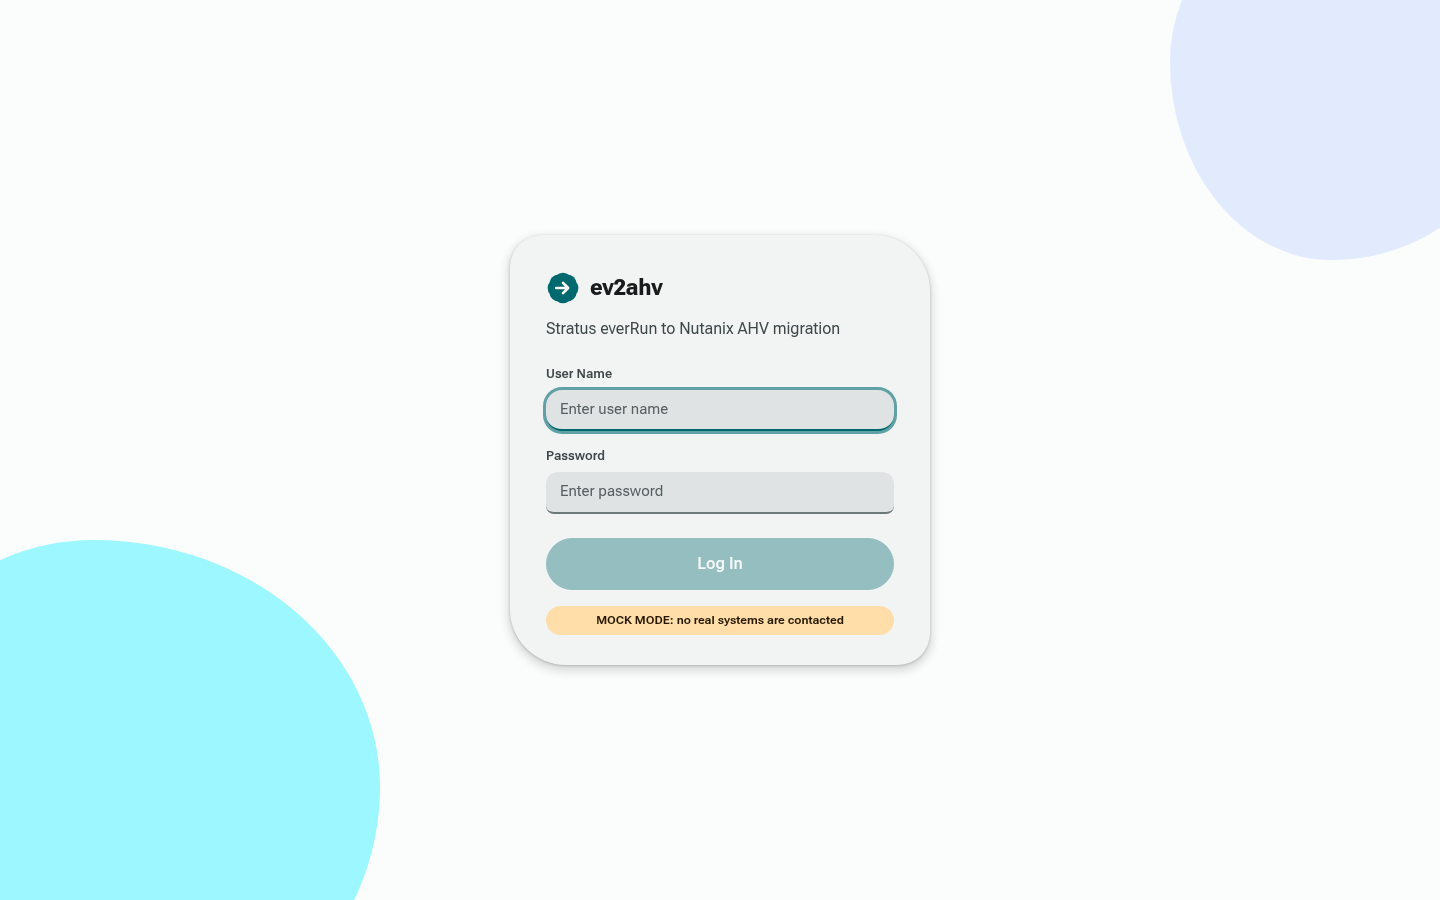 ev2ahv
Stratus everRun to Nutanix AHV migration
User Name
Enter user name
Password
Enter password
Log In
MOCK MODE: no real systems are contacted